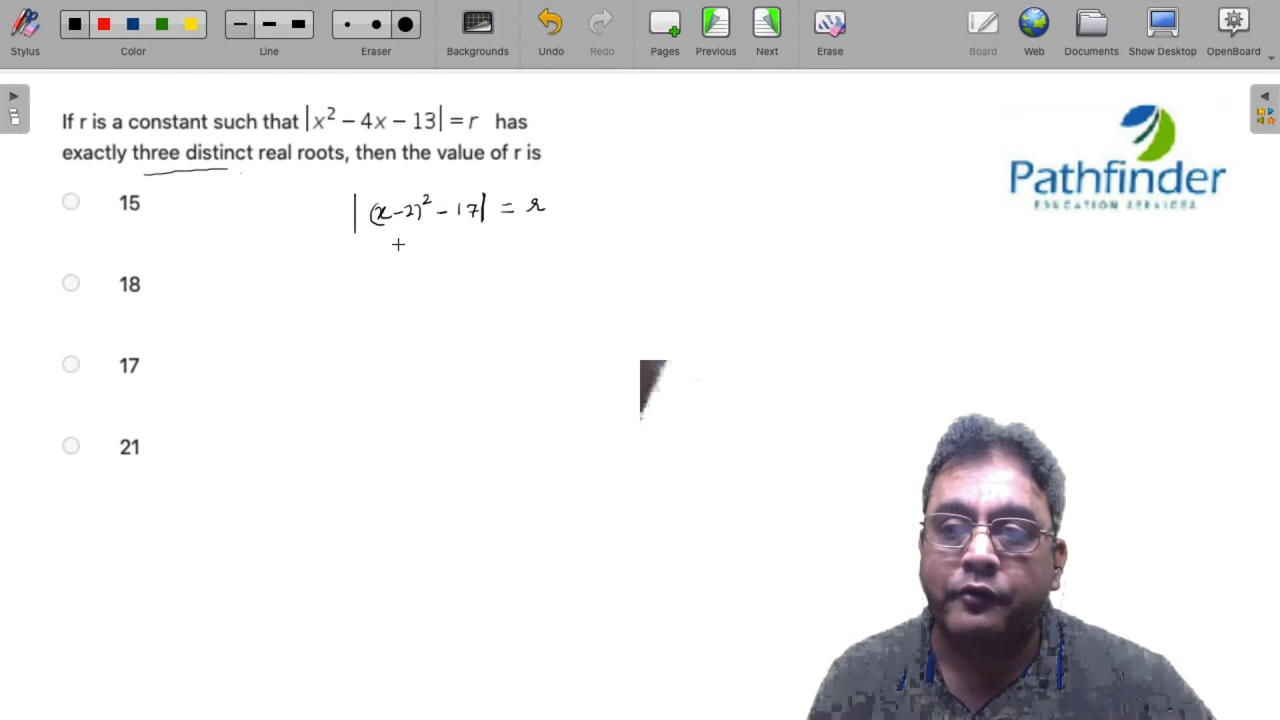 Stylus
Color
Line
Eraser
Backgrounds
Undo
Redo
Pages
Previous
Next
Erase
Board
Web
Documents
Show Desktop
OpenBoard
If r is a constant such that |x² − 4x − 13| = r has
exactly three distinct real roots, then the value of r is
15
18
17
21
|(x−2)² − 17| = r
Pathfinder
EDUCATION SERVICES